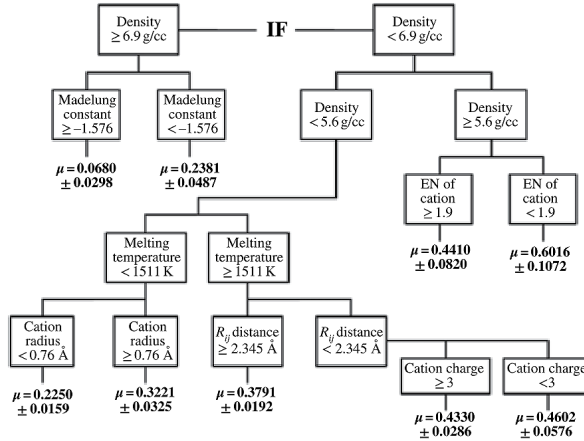 Density
≥ 6.9 g/cc
IF
Density
< 6.9 g/cc
Madelung
constant
≥ −1.576
Madelung
constant
< −1.576
Density
< 5.6 g/cc
Density
≥ 5.6 g/cc
μ = 0.0680
± 0.0298
μ = 0.2381
± 0.0487
EN of
cation
≥ 1.9
EN of
cation
< 1.9
μ = 0.4410
± 0.0820
μ = 0.6016
± 0.1072
Melting
temperature
< 1511 K
Melting
temperature
≥ 1511 K
Cation
radius
< 0.76 Å
Cation
radius
≥ 0.76 Å
Rij distance
≥ 2.345 Å
Rij distance
< 2.345 Å
Cation charge
≥ 3
Cation charge
<3
μ = 0.2250
± 0.0159
μ = 0.3221
± 0.0325
μ = 0.3791
± 0.0192
μ = 0.4330
± 0.0286
μ = 0.4602
± 0.0576